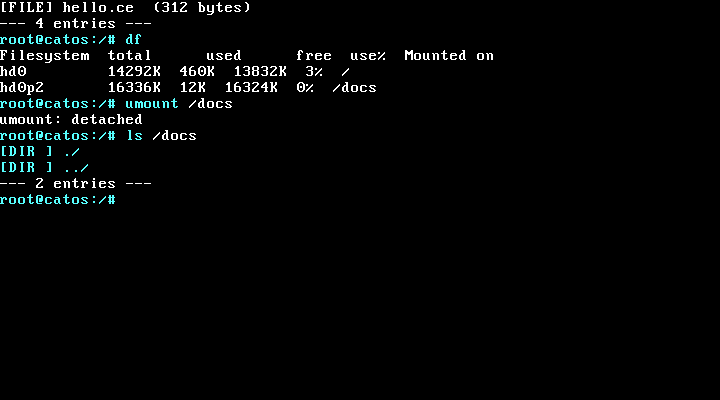 [FILE] hello.ce  (312 bytes)
--- 4 entries ---
root@catos:/# df
Filesystem  total      used      free  use%  Mounted on
hd0         14292K  460K  13832K  3%  /
hd0p2       16336K  12K  16324K  0%  /docs
root@catos:/# umount /docs
umount: detached
root@catos:/# ls /docs
[DIR ] ./
[DIR ] ../
--- 2 entries ---
root@catos:/#